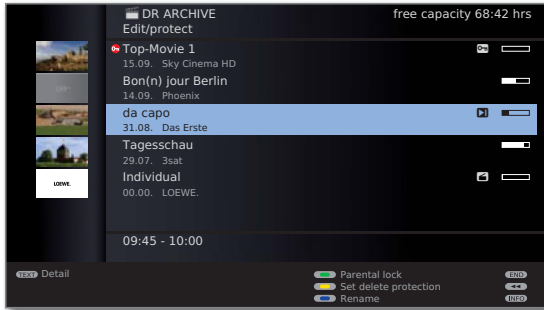 DR ARCHIVE free capacity 68:42 hrs
Edit/protect
Top-Movie 1
15.09. Sky Cinema HD
Bon(n) jour Berlin
14.09. Phoenix
da capo
31.08. Das Erste
Tagesschau
29.07. 3sat
Individual
00.00. LOEWE.
LOEWE.
09:45 - 10:00
TEXT Detail Parental lock END
Set delete protection
Rename INFO